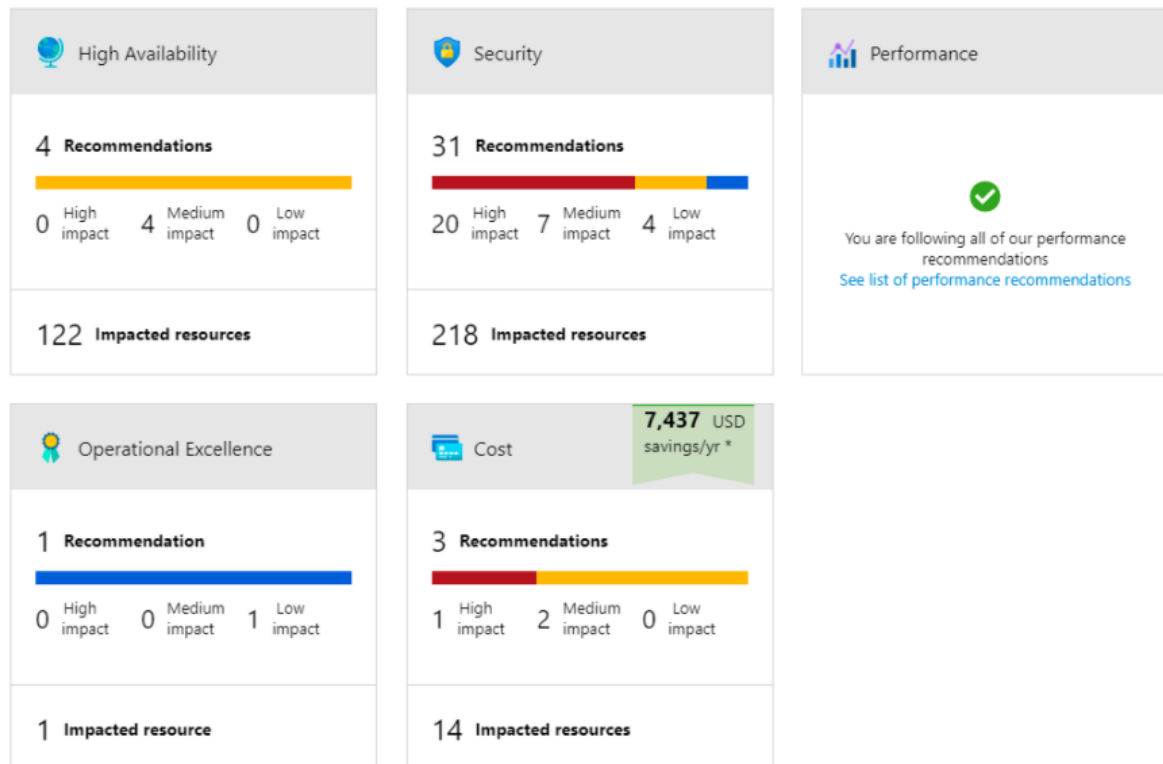 High Availability
4 Recommendations
0 High impact 4 Medium impact 0 Low impact
122 Impacted resources
Security
31 Recommendations
20 High impact 7 Medium impact 4 Low impact
218 Impacted resources
Performance
You are following all of our performance
recommendations
See list of performance recommendations
Operational Excellence
1 Recommendation
0 High impact 0 Medium impact 1 Low impact
1 Impacted resource
Cost
7,437 USD
savings/yr *
3 Recommendations
1 High impact 2 Medium impact 0 Low impact
14 Impacted resources